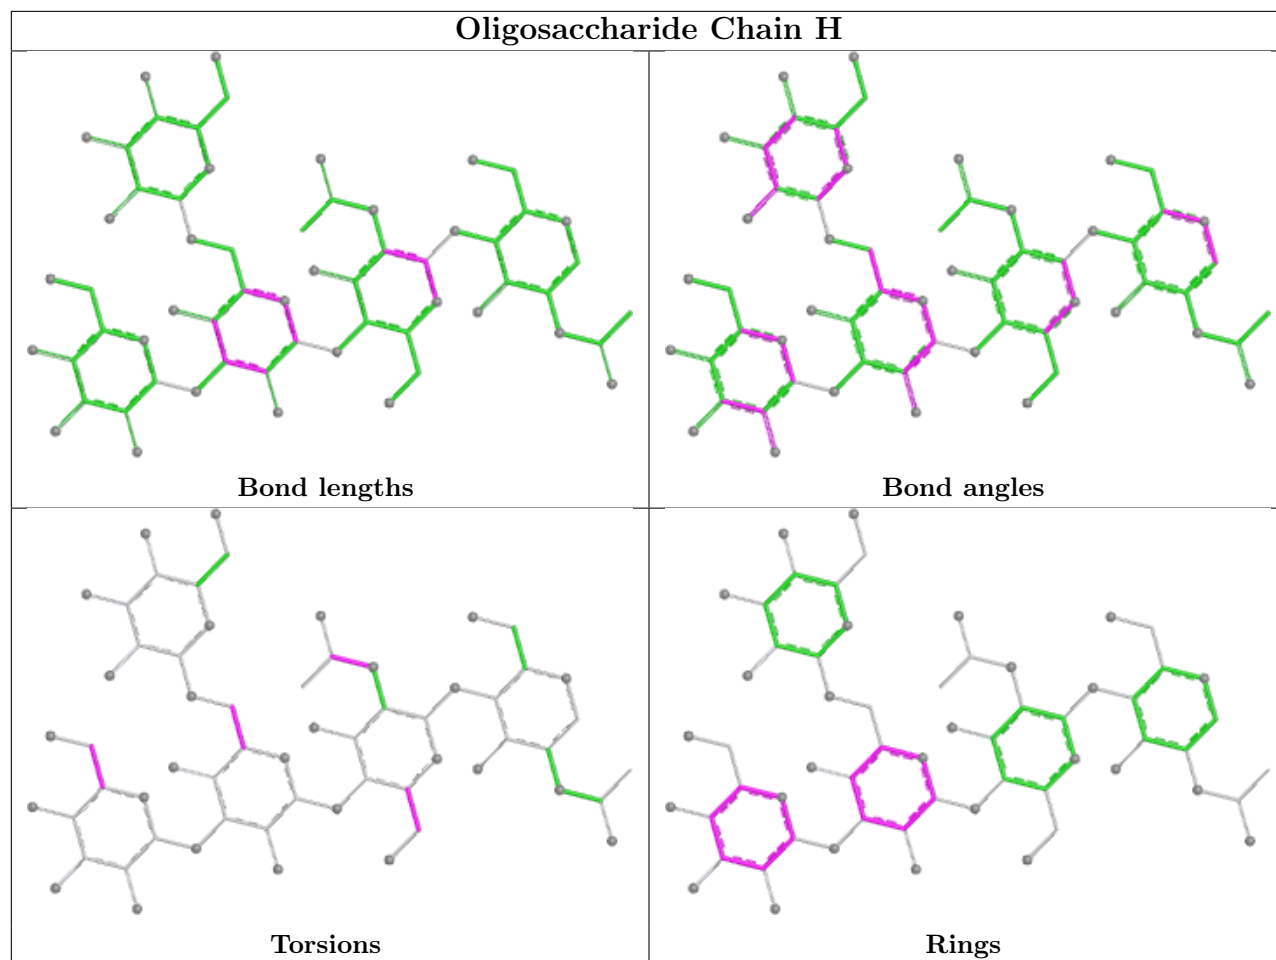 Oligosaccharide Chain H
Bond lengths
Bond angles
Torsions
Rings